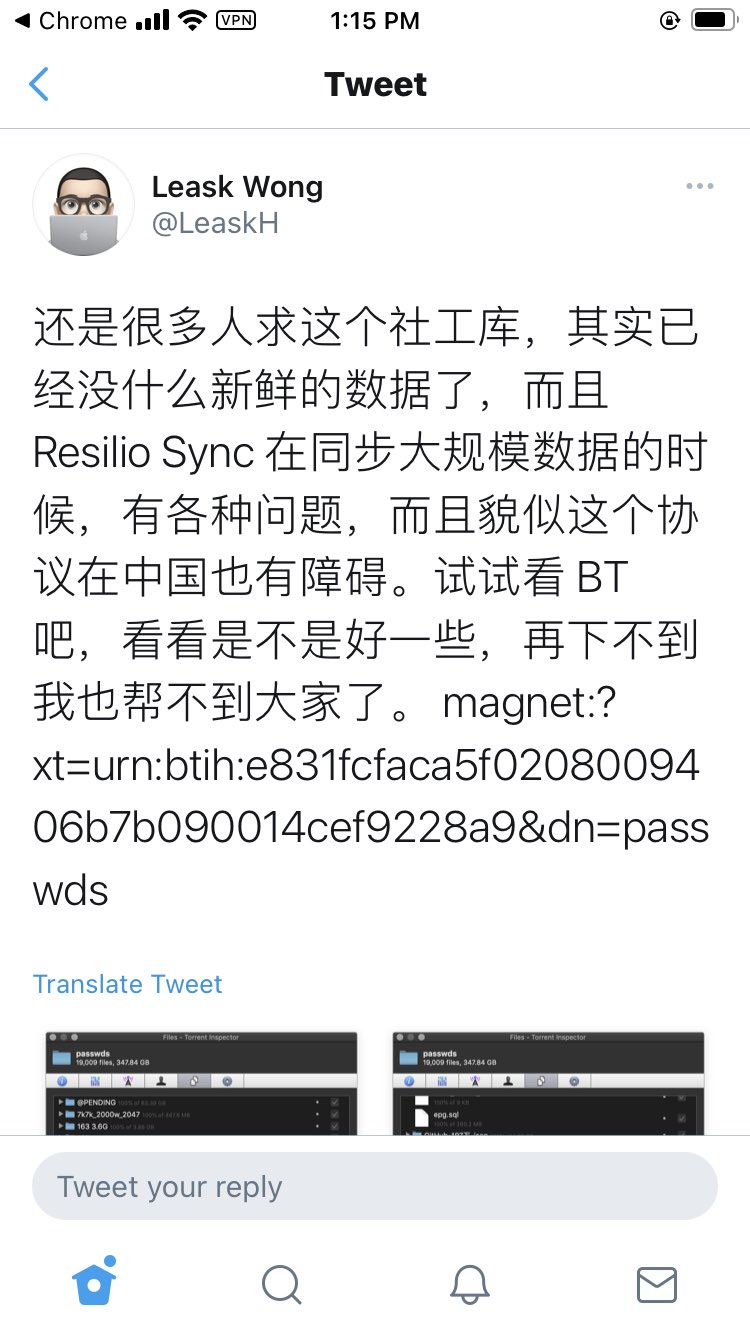 Chrome VPN 1:15 PM
Tweet
Leask Wong
@LeaskH
还是很多人求这个社工库，其实已
经没什么新鲜的数据了，而且
Resilio Sync 在同步大规模数据的时
候，有各种问题，而且貌似这个协
议在中国也有障碍。试试看 BT
吧，看看是不是好一些，再下不到
我也帮不到大家了。 magnet:?
xt=urn:btih:e831fcfaca5f02080094
06b7b090014cef9228a9&dn=pass
wds
Translate Tweet
Files - Torrent Inspector
passwds
19,009 files, 347.84 GB
@PENDING
7k7k_2000w_2047
163 3.6G
Files - Torrent Inspector
passwds
19,009 files, 347.84 GB
epg.sql
Tweet your reply